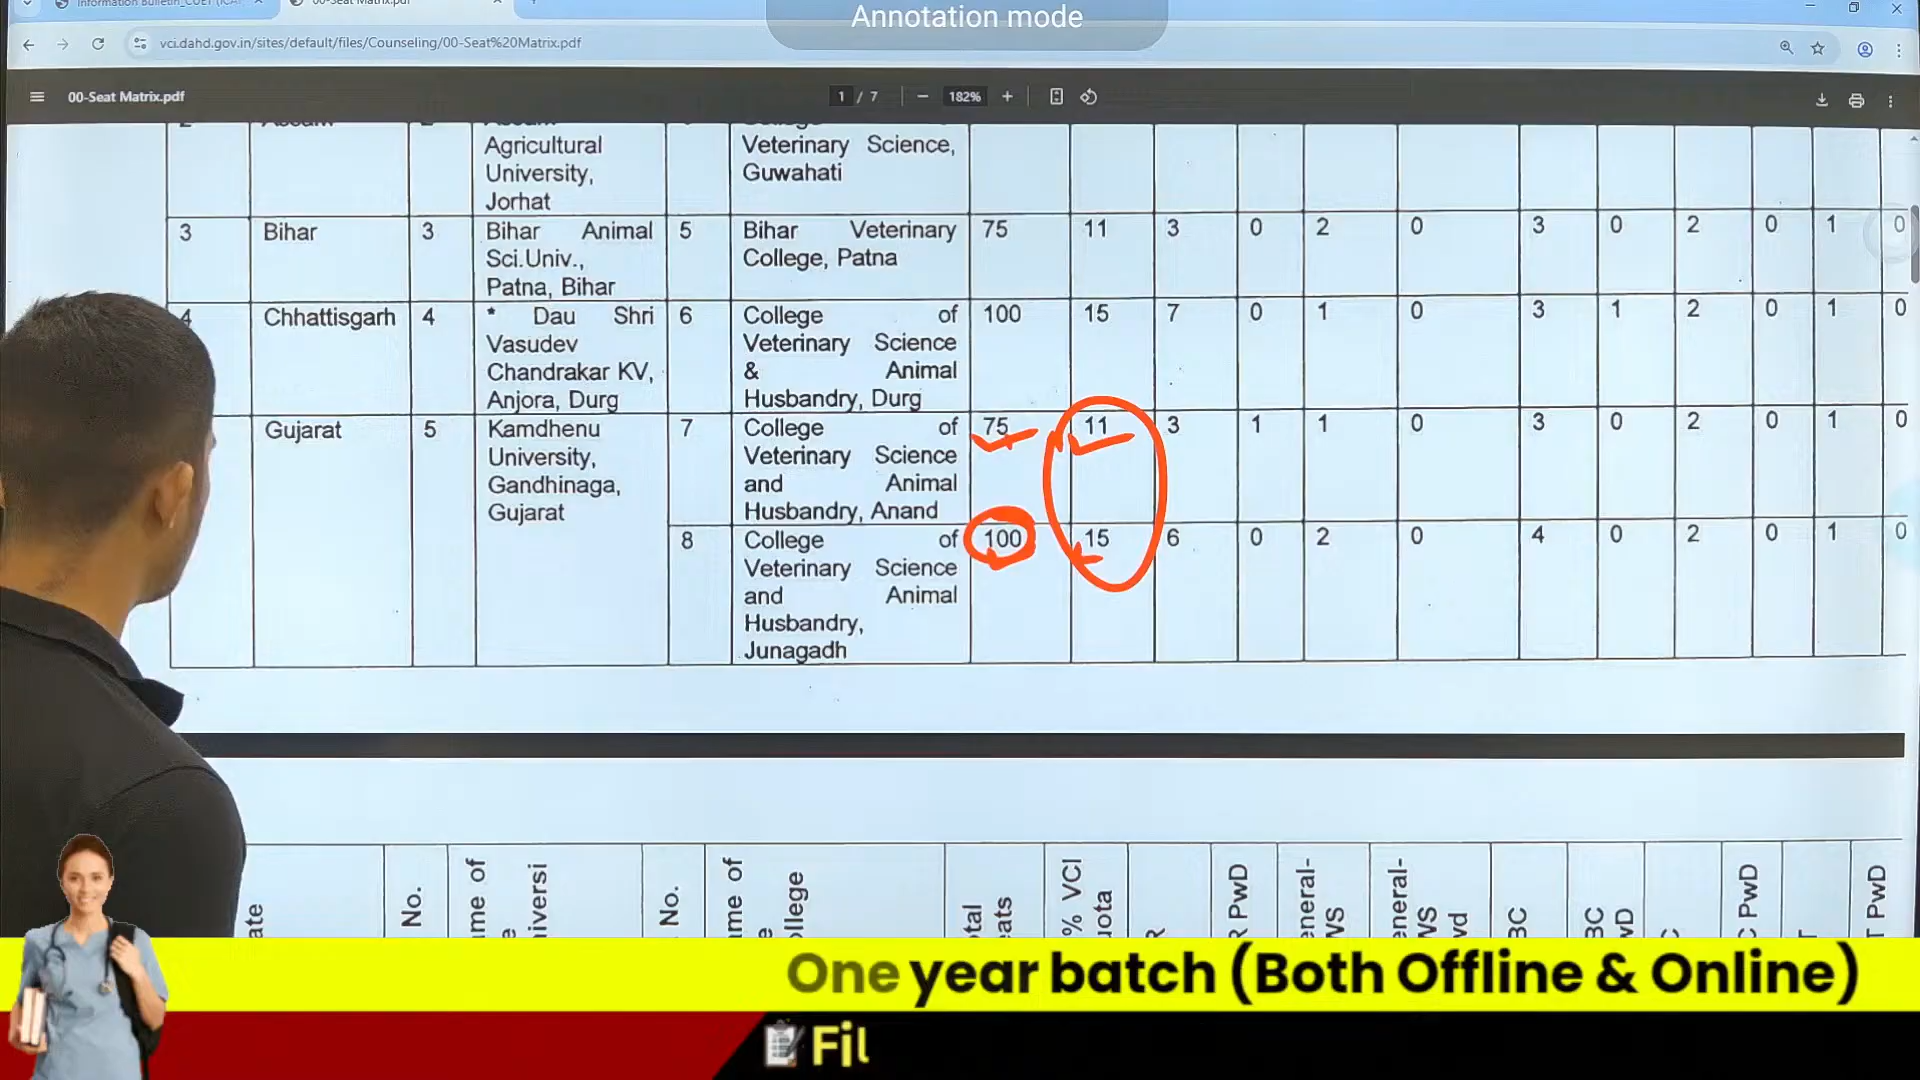 Information Bulletin_CUET (ICA
00-Seat Matrix.pdf
Annotation mode
vci.dahd.gov.in/sites/default/files/Counseling/00-Seat%20Matrix.pdf
00-Seat Matrix.pdf
1 / 7
182%
Agricultural University, Jorhat
Veterinary Science, Guwahati
3 Bihar 3 Bihar Animal Sci.Univ., Patna, Bihar 5 Bihar Veterinary College, Patna 75 11 3 0 2 0 3 0 2 0 1 0
4 Chhattisgarh 4 * Dau Shri Vasudev Chandrakar KV, Anjora, Durg 6 College of Veterinary Science & Animal Husbandry, Durg 100 15 7 0 1 0 3 1 2 0 1 0
Gujarat 5 Kamdhenu University, Gandhinaga, Gujarat 7 College of Veterinary Science and Animal Husbandry, Anand 75 11 3 1 1 0 3 0 2 0 1 0
8 College of Veterinary Science and Animal Husbandry, Junagadh 100 15 6 0 2 0 4 0 2 0 1 0
ate
No.
ame of
e
niversi
No.
ame of
e
ollege
otal
eats
% VCI
uota
R
R PwD
eneral-
WS
eneral-
WS
wd
BC
BC
wD
C
C PwD
T
T PwD
One year batch (Both Offline & Online)
Fil